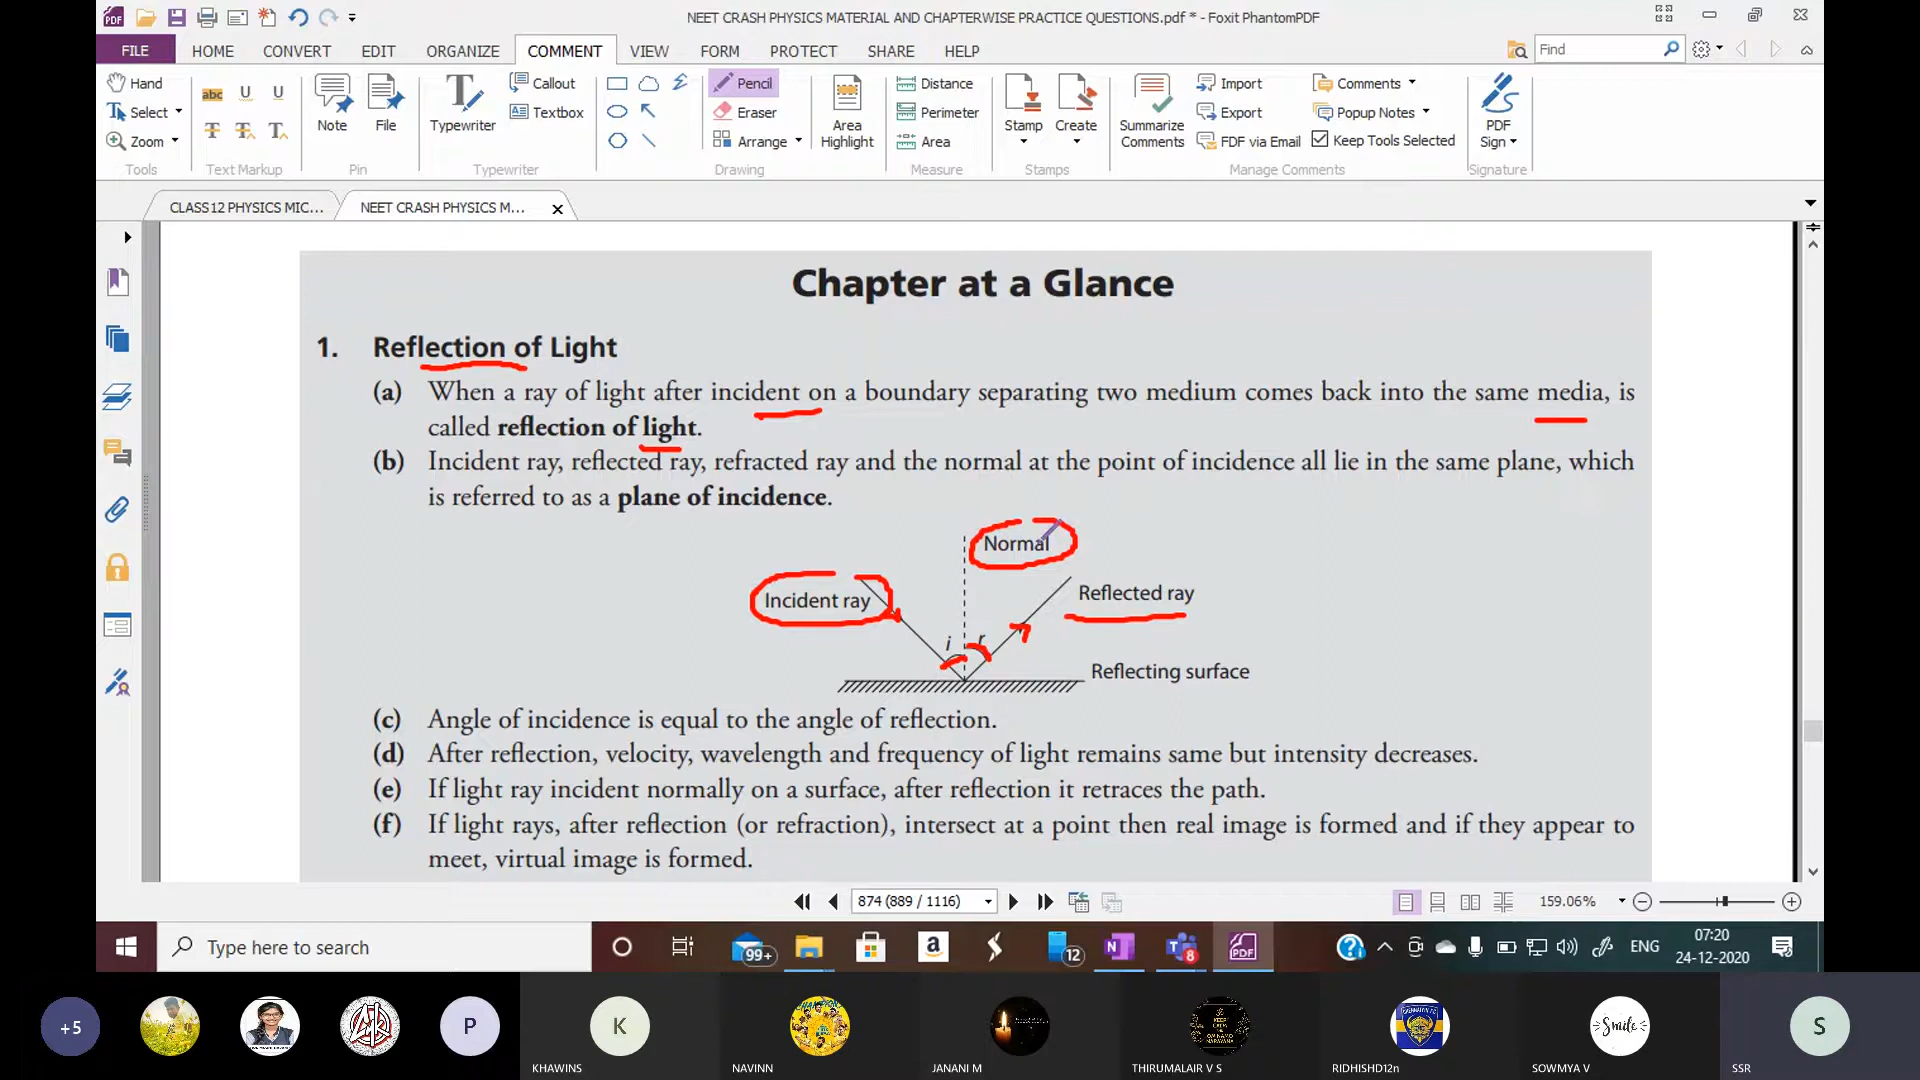 NEET CRASH PHYSICS MATERIAL AND CHAPTERWISE PRACTICE QUESTIONS.pdf * - Foxit PhantomPDF
FILE HOME CONVERT EDIT ORGANIZE COMMENT VIEW FORM PROTECT SHARE HELP Find
Hand Callout Pencil Distance Import Comments
Select Note File Typewriter Textbox Eraser Area Highlight Perimeter Stamp Create Summarize Comments Export Popup Notes PDF Sign
Zoom Arrange Area FDF via Email Keep Tools Selected
Tools Text Markup Pin Typewriter Drawing Measure Stamps Manage Comments Signature
CLASS12 PHYSICS MIC... NEET CRASH PHYSICS M...
Chapter at a Glance
1. Reflection of Light
(a) When a ray of light after incident on a boundary separating two medium comes back into the same media, is
called reflection of light.
(b) Incident ray, reflected ray, refracted ray and the normal at the point of incidence all lie in the same plane, which
is referred to as a plane of incidence.
Normal
Incident ray
Reflected ray
i r
Reflecting surface
(c) Angle of incidence is equal to the angle of reflection.
(d) After reflection, velocity, wavelength and frequency of light remains same but intensity decreases.
(e) If light ray incident normally on a surface, after reflection it retraces the path.
(f) If light rays, after reflection (or refraction), intersect at a point then real image is formed and if they appear to
meet, virtual image is formed.
874 (889 / 1116) 159.06%
Type here to search 99+ 12 8 ENG 07:20
24-12-2020
+5 P K Smile S
KHAWINS NAVINN JANANI M THIRUMALAIR V S RIDHISHD12n SOWMYA V SSR